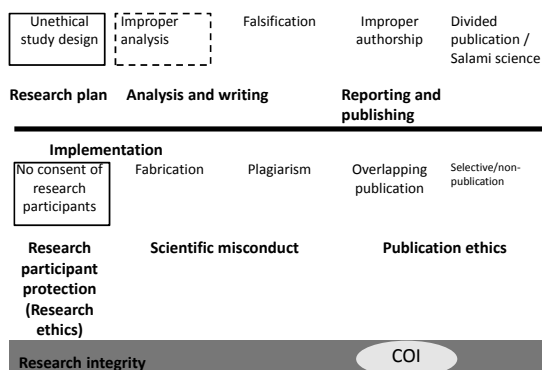 Unethical
study design
Improper
analysis
Falsification
Improper
authorship
Divided
publication /
Salami science
Research plan
Analysis and writing
Reporting and
publishing
Implementation
No consent of
research
participants
Fabrication
Plagiarism
Overlapping
publication
Selective/non-
publication
Research
participant
protection
(Research
ethics)
Scientific misconduct
Publication ethics
Research integrity
COI